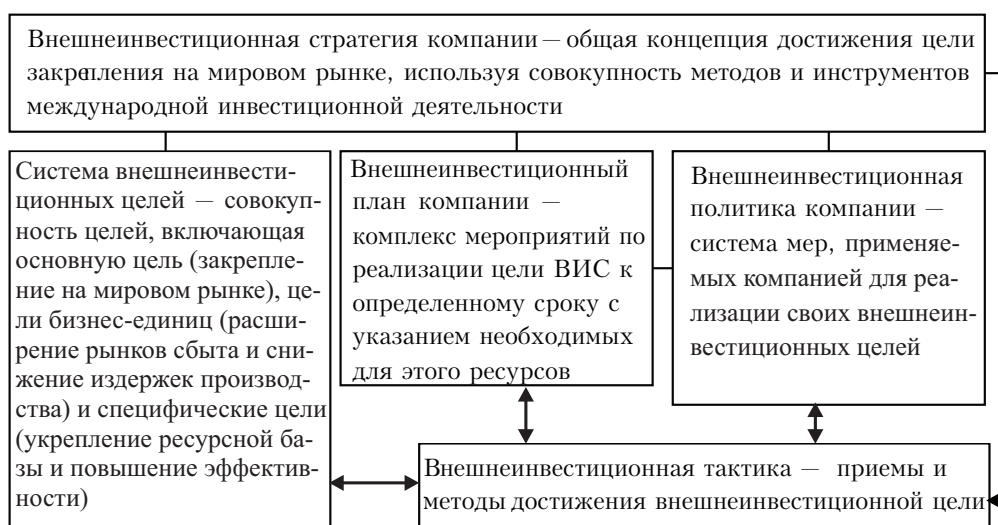 Внешнеинвестиционная стратегия компании — общая концепция достижения цели
закрепления на мировом рынке, используя совокупность методов и инструментов
международной инвестиционной деятельности
Система внешнеинвести-
ционных целей — совокуп-
ность целей, включающая
основную цель (закрепле-
ние на мировом рынке), це-
ли бизнес-единиц (расши-
рение рынков сбыта и сни-
жение издержек производ-
ства) и специфические цели
(укрепление ресурсной ба-
зы и повышение эффектив-
ности)
Внешнеинвестиционный
план компании —
комплекс мероприятий по
реализации цели ВИС к
определенному сроку с
указанием необходимых
для этого ресурсов
Внешнеинвестиционная
политика компании —
система мер, применяе-
мых компанией для реа-
лизации своих внешнеин-
вестиционных целей
Внешнеинвестиционная тактика — приемы и
методы достижения внешнеинвестиционной цели